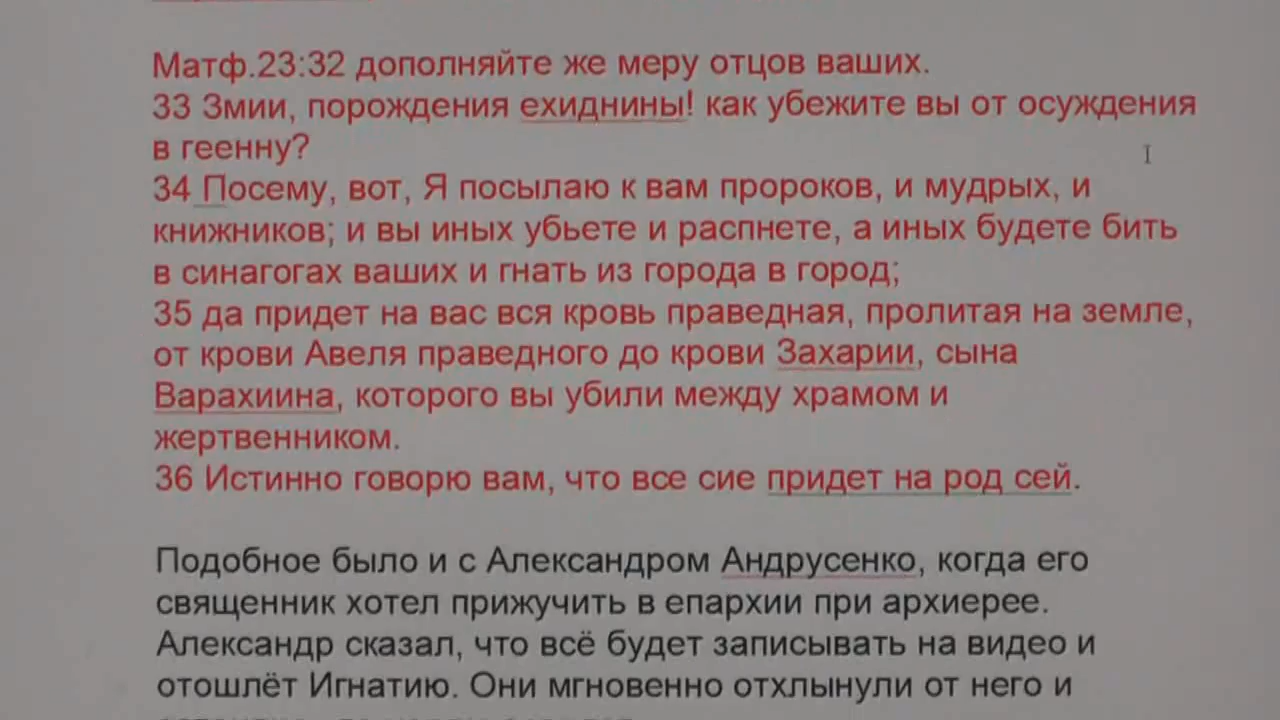 Матф.23:32 дополняйте же меру отцов ваших.
33 Змии, порождения ехиднины! как убежите вы от осуждения
в геенну?
34 Посему, вот, Я посылаю к вам пророков, и мудрых, и
книжников; и вы иных убьете и распнете, а иных будете бить
в синагогах ваших и гнать из города в город;
35 да придет на вас вся кровь праведная, пролитая на земле,
от крови Авеля праведного до крови Захарии, сына
Варахиина, которого вы убили между храмом и
жертвенником.
36 Истинно говорю вам, что все сие придет на род сей.
Подобное было и с Александром Андрусенко, когда его
священник хотел прижучить в епархии при архиерее.
Александр сказал, что всё будет записывать на видео и
отошлёт Игнатию. Они мгновенно отхлынули от него и